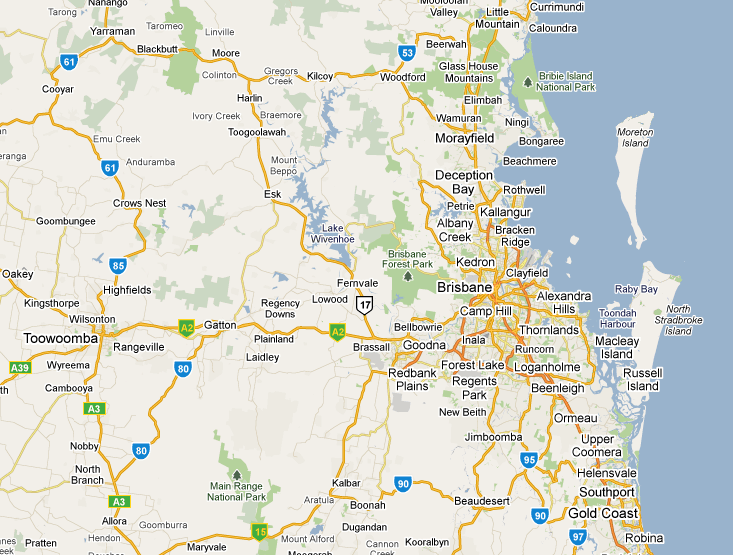 Nanango
Mooloolah
Valley
Little
Mountain
Currimundi
Caloundra
Tarong
Taromeo
Linville
Yarraman
Blackbutt
Moore
Beerwah
53
61
Colinton
Gregors
Creek
Kilcoy
Woodford
Glass House
Mountains
Bribie Island
National Park
Cooyar
Harlin
Elimbah
Ivory Creek
Braemore
Wamuran
Ningi
Moreton
Island
Toogoolawah
Emu Creek
Morayfield
Bongaree
eranga
Anduramba
61
Mount
Beppo
Beechmere
Deception
Bay
Rothwell
Crows Nest
Esk
Petrie
Kallangur
Goombungee
Lake
Wivenhoe
Albany
Creek
Bracken
Ridge
Brisbane
Forest Park
Kedron
Clayfield
Oakey
85
Highfields
Fernvale
Brisbane
Raby Bay
Kingsthorpe
Regency
Downs
Lowood
17
Alexandra
Hills
North
Stradbroke
Island
Wilsonton
A2
Gatton
A2
Bellbowrie
Camp Hill
Toondah
Harbour
Toowoomba
Rangeville
Plainland
Laidley
Brassall
Goodna
Inala
Runcorn
Thornlands
Macleay
Island
A39
Wyreema
80
Redbank
Plains
Forest Lake
Loganholme
Russell
Island
th
Cambooya
Regents
Park
Beenleigh
A3
New Beith
Ormeau
Nobby
80
Jimboomba
Upper
Coomera
North
Branch
95
Helensvale
Main Range
National Park
Kalbar
90
Southport
A3
Aratula
Boonah
Beaudesert
90
Gold Coast
Allora
Goomburra
Hendon
15
Mount Alford
Dugandan
97
Robina
nnes
Creek
Pratten
Maryvale
Moogerah
Cannon
Creek
Kooralbyn